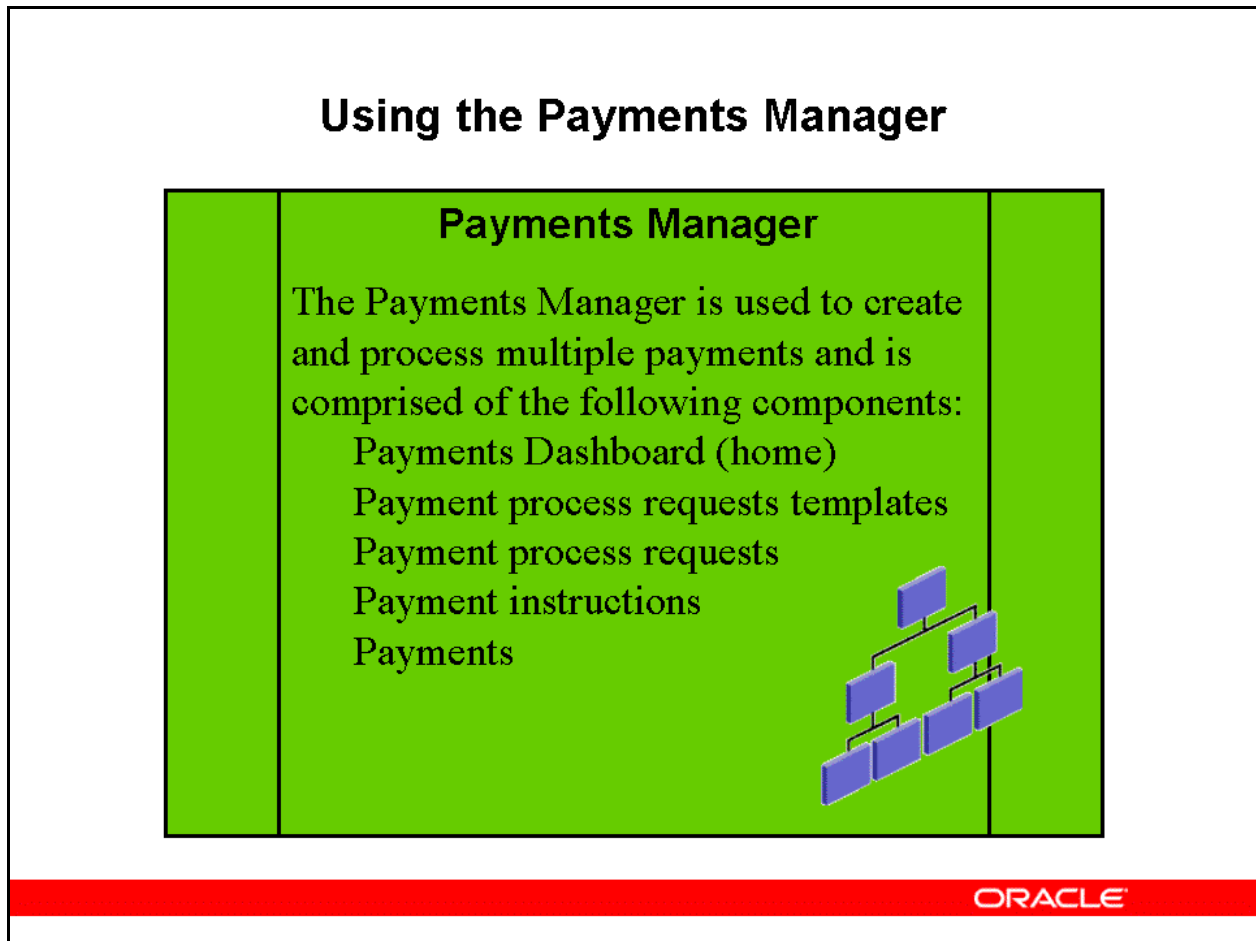 Using the Payments Manager
Payments Manager
The Payments Manager is used to create
and process multiple payments and is
comprised of the following components:
Payments Dashboard (home)
Payment process requests templates
Payment process requests
Payment instructions
Payments
ORACLE